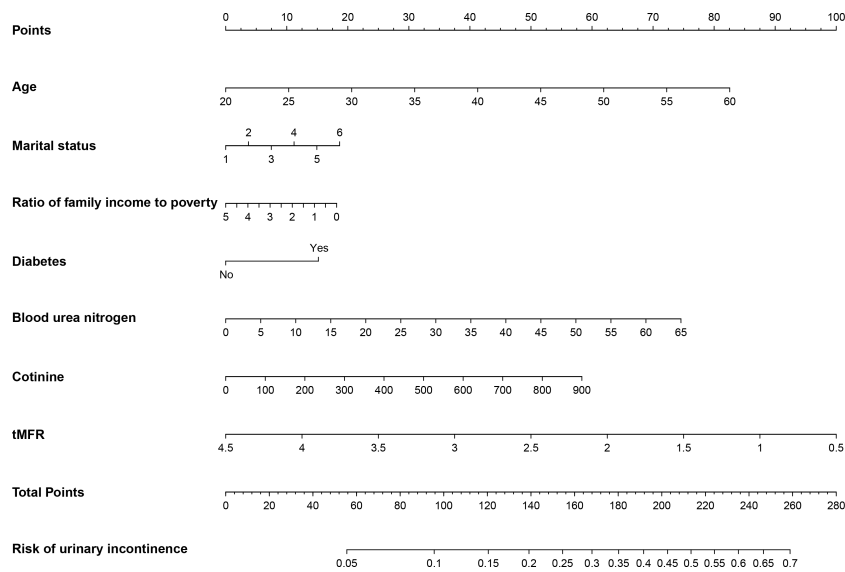 0 10 20 30 40 50 60 70 80 90 100
Points
Age
20 25 30 35 40 45 50 55 60
2 4 6
Marital status
1 3 5
Ratio of family income to poverty
5 4 3 2 1 0
Yes
Diabetes
No
Blood urea nitrogen
0 5 10 15 20 25 30 35 40 45 50 55 60 65
Cotinine
0 100 200 300 400 500 600 700 800 900
tMFR
4.5 4 3.5 3 2.5 2 1.5 1 0.5
Total Points
0 20 40 60 80 100 120 140 160 180 200 220 240 260 280
Risk of urinary incontinence
0.05 0.1 0.15 0.2 0.25 0.3 0.35 0.4 0.45 0.5 0.55 0.6 0.65 0.7